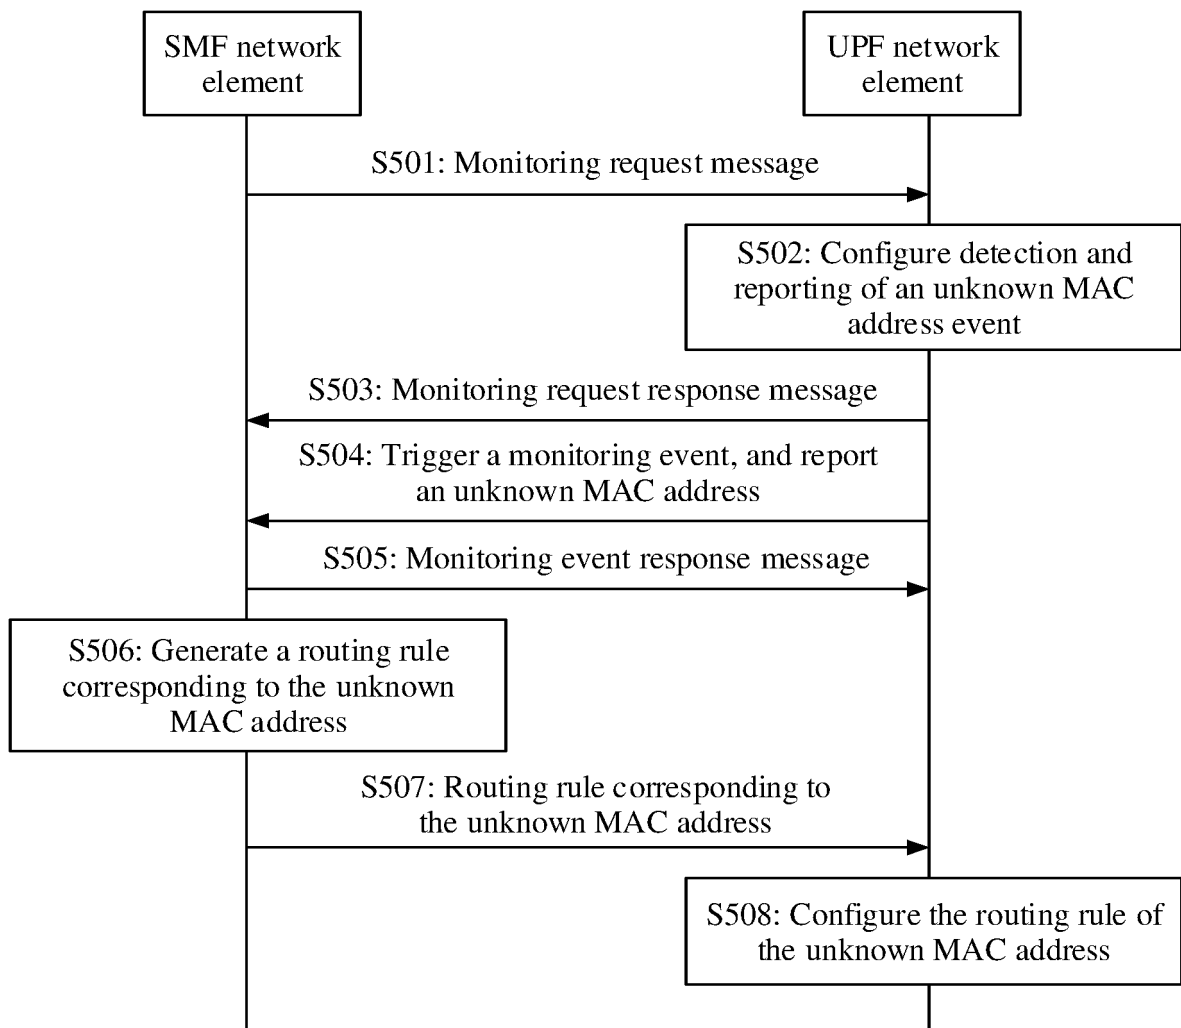 SMF network
element
UPF network
element
S501: Monitoring request message
S502: Configure detection and
reporting of an unknown MAC
address event
S503: Monitoring request response message
S504: Trigger a monitoring event, and report
an unknown MAC address
S505: Monitoring event response message
S506: Generate a routing rule
corresponding to the unknown
MAC address
S507: Routing rule corresponding to
the unknown MAC address
S508: Configure the routing rule of
the unknown MAC address